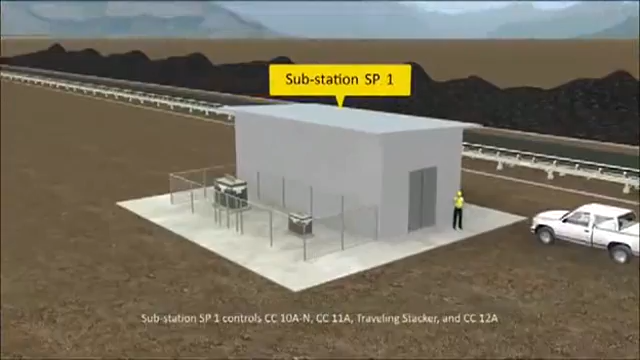 Sub-station SP 1
Sub-station SP 1 controls CC 10A-N, CC 11A, Traveling Stacker, and CC 12A